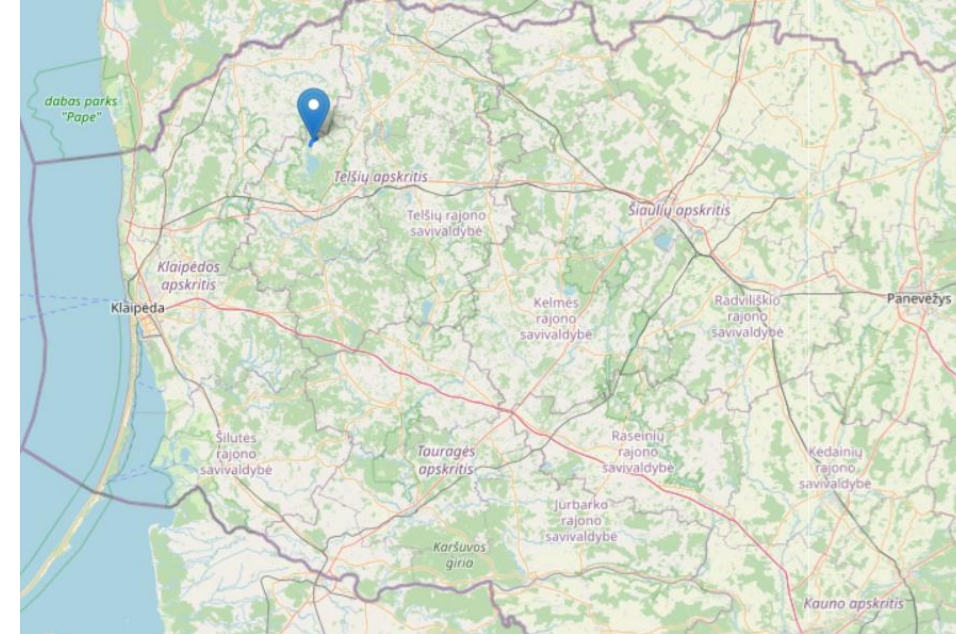 dabas parks
"Pape"
Telšių apskritis
Šiaulių apskritis
Telšių rajono
savivaldybė
Klaipėdos
apskritis
Klaipėda
Kelmės
rajono
savivaldybė
Radviliškio
rajono
savivaldybė
Panevėžys
Šilutės
rajono
savivaldybė
Tauragės
apskritis
Raseinių
rajono
savivaldybė
Kėdainių
rajono
savivaldybė
Jurbarko
rajono
savivaldybė
Karšuvos
giria
Kauno apskritis